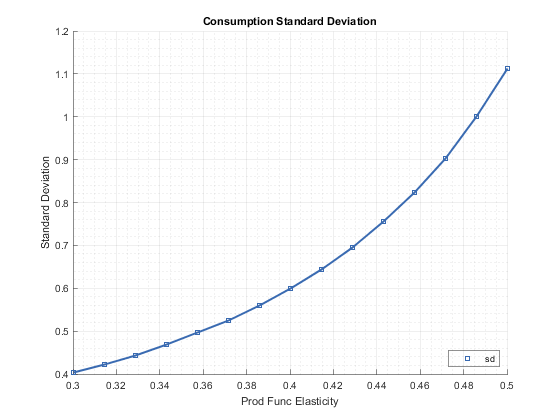 Consumption Standard Deviation
1.2
1.1
1
0.9
0.8
0.7
0.6
0.5
0.4
Standard Deviation
0.3 0.32 0.34 0.36 0.38 0.4 0.42 0.44 0.46 0.48 0.5
Prod Func Elasticity
sd